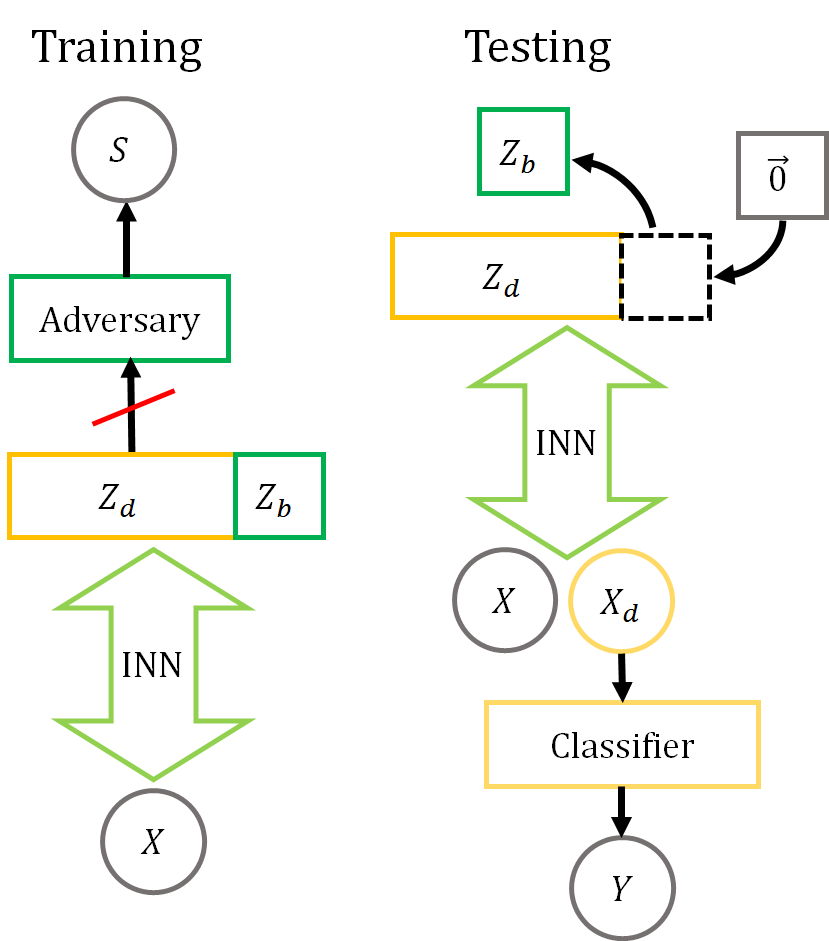 Training
S
Adversary
Z_d Z_b
INN
X
Testing
Z_b
\vec{0}
Z_d
INN
X X_d
Classifier
Y